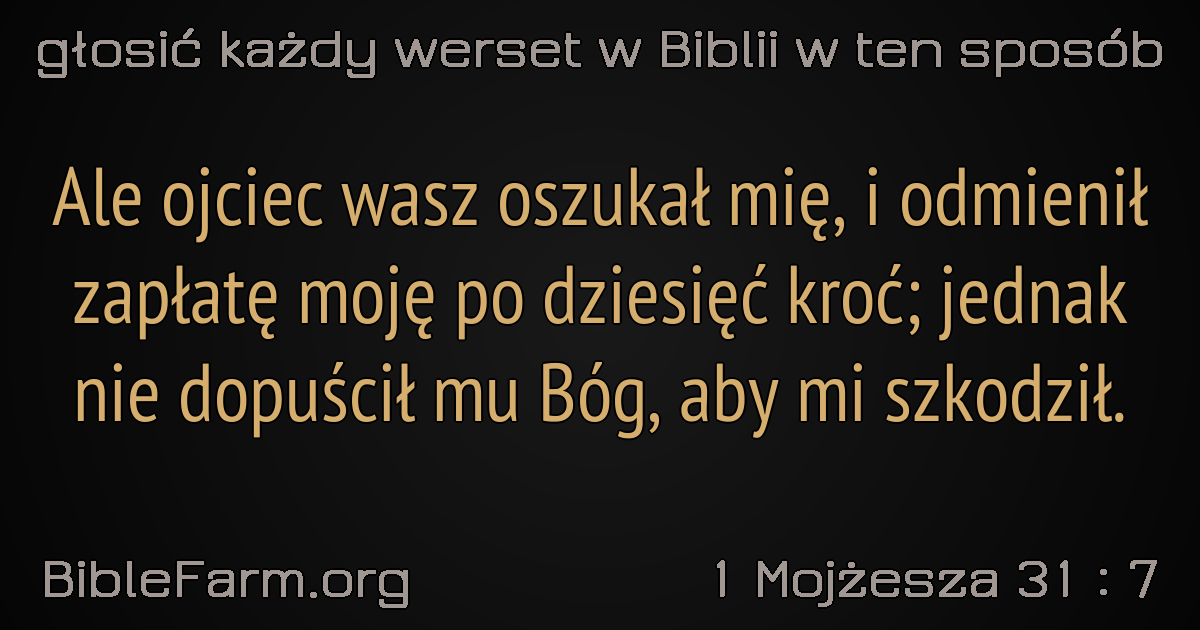 głosić każdy werset w Biblii w ten sposób
Ale ojciec wasz oszukał mię, i odmienił
zapłatę moję po dziesięć kroć; jednak
nie dopuścił mu Bóg, aby mi szkodził.
BibleFarm.org
1 Mojżesza 31 : 7